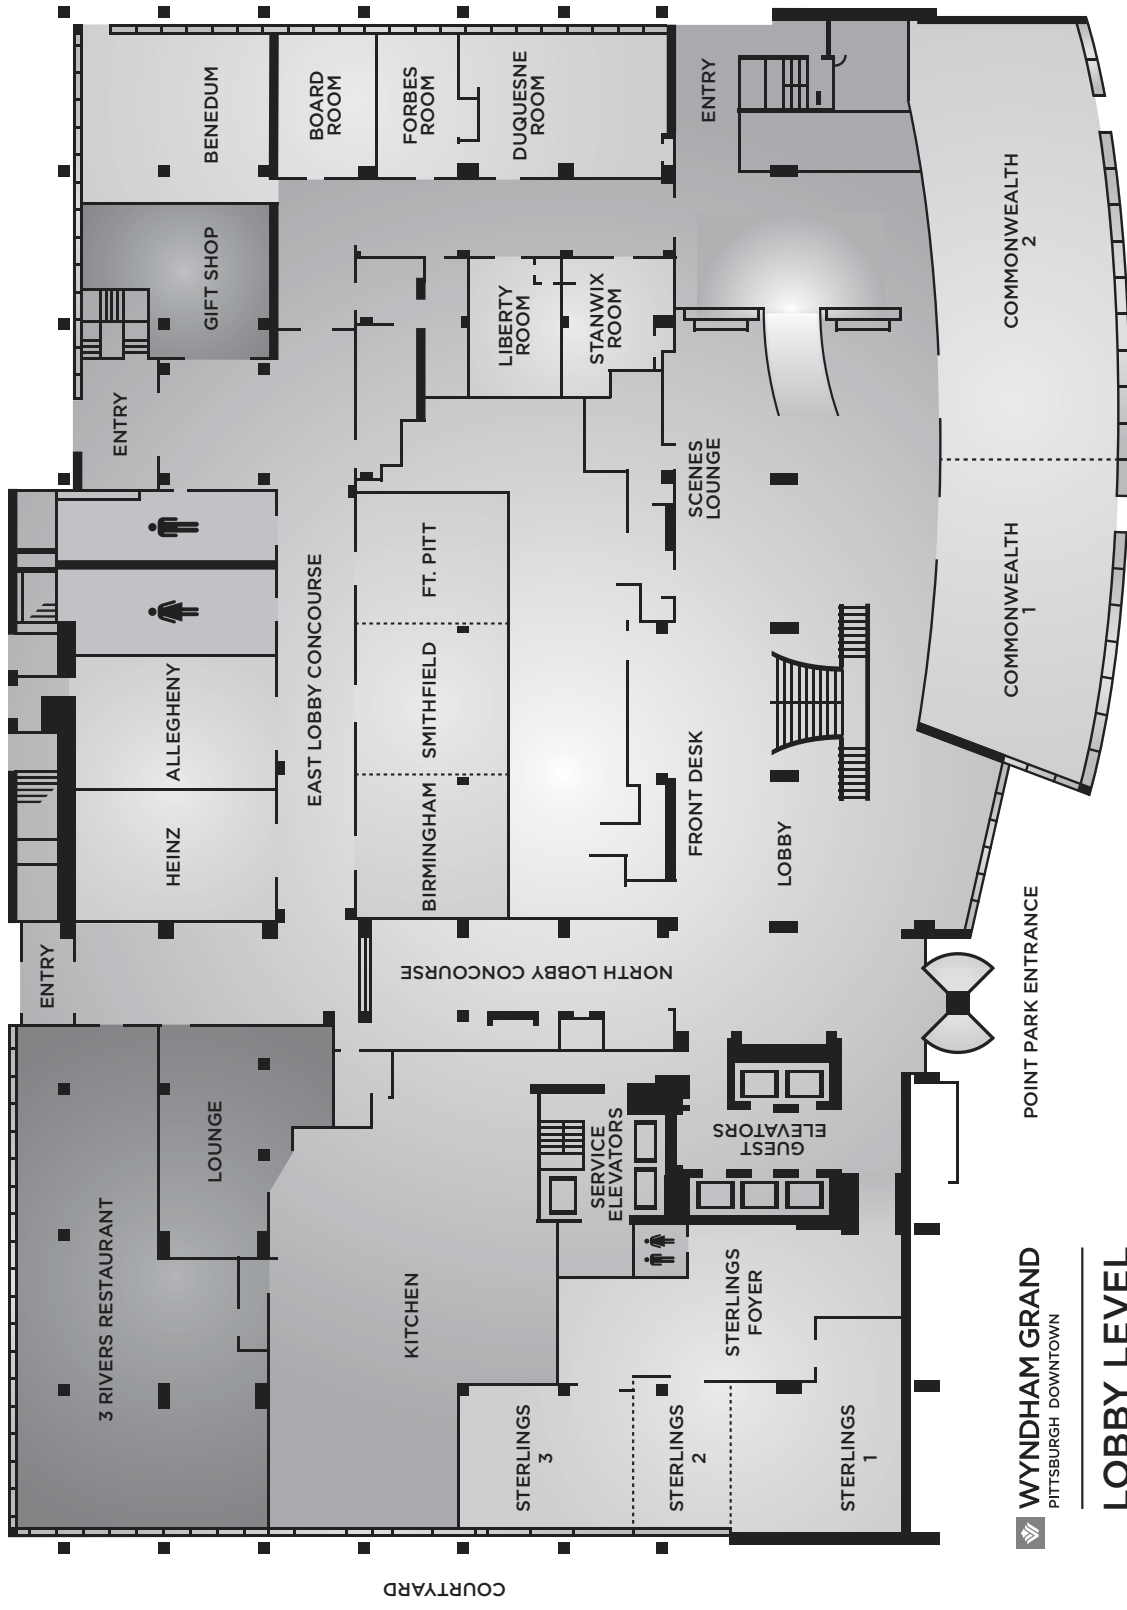 COURTYARD
3 RIVERS RESTAURANT
LOUNGE
KITCHEN
STERLINGS
3
STERLINGS
2
STERLINGS
1
STERLINGS
FOYER
SERVICE
ELEVATORS
GUEST
ELEVATORS
ENTRY
NORTH LOBBY CONCOURSE
HEINZ
ALLEGHENY
EAST LOBBY CONCOURSE
BIRMINGHAM
SMITHFIELD
FT. PITT
FRONT DESK
LOBBY
SCENES
LOUNGE
ENTRY
GIFT SHOP
BENEDUM
BOARD
ROOM
FORBES
ROOM
DUQUESNE
ROOM
LIBERTY
ROOM
STANWIX
ROOM
ENTRY
COMMONWEALTH
1
COMMONWEALTH
2
POINT PARK ENTRANCE
WYNDHAM GRAND
PITTSBURGH DOWNTOWN
LOBBY LEVEL